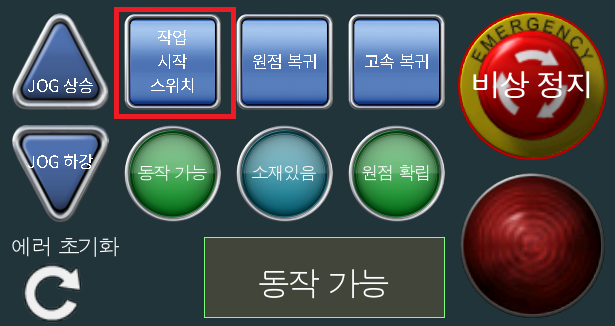 JOG 상승
작업
시작
스위치
원점 복귀
고속 복귀
EMERGENCY
비상 정지
JOG 하강
동작 가능
소재있음
원점 확립
에러 초기화
동작 가능